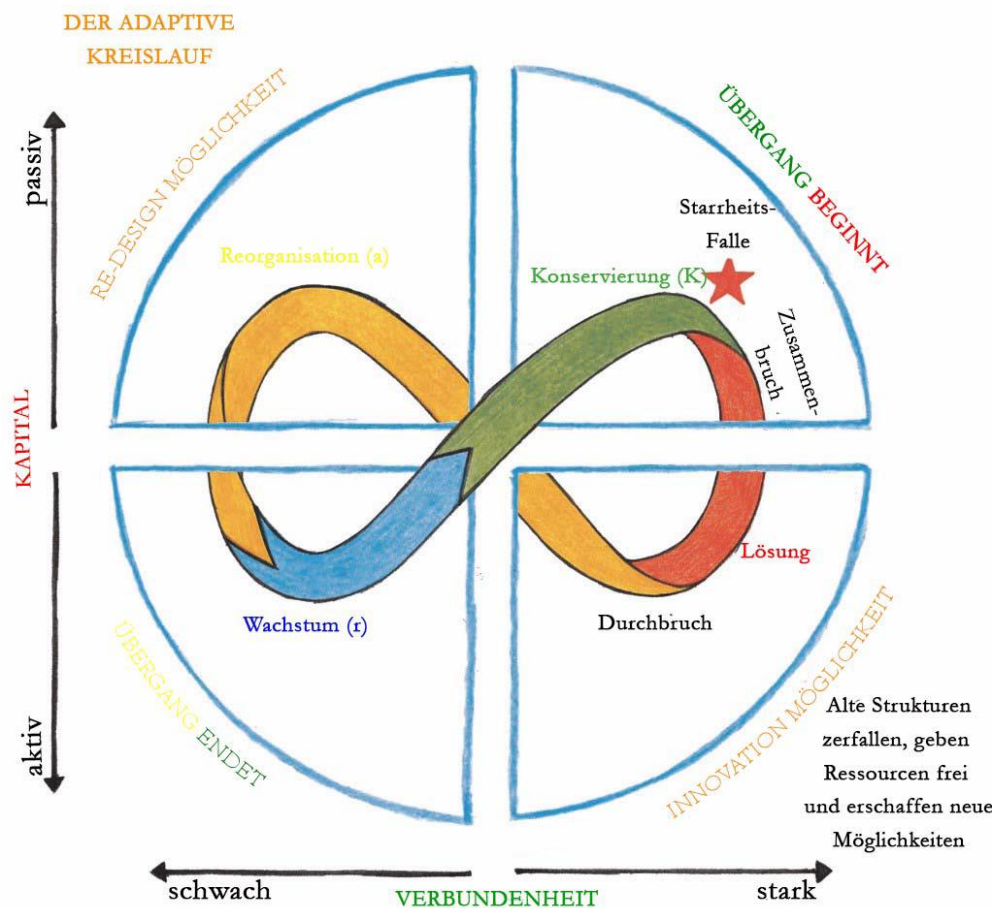 DER ADAPTIVE
KREISLAUF
RE-DESIGN MÖGLICHKEIT
ÜBERGANG BEGINNT
passiv
Starrheits-
Falle
Reorganisation (a)
Konservierung (K)
Zusammen-
bruch
KAPITAL
Lösung
Wachstum (r)
Durchbruch
ÜBERGANG ENDET
INNOVATION MÖGLICHKEIT
aktiv
Alte Strukturen
zerfallen, geben
Ressourcen frei
und erschaffen neue
Möglichkeiten
schwach
VERBUNDENHEIT
stark